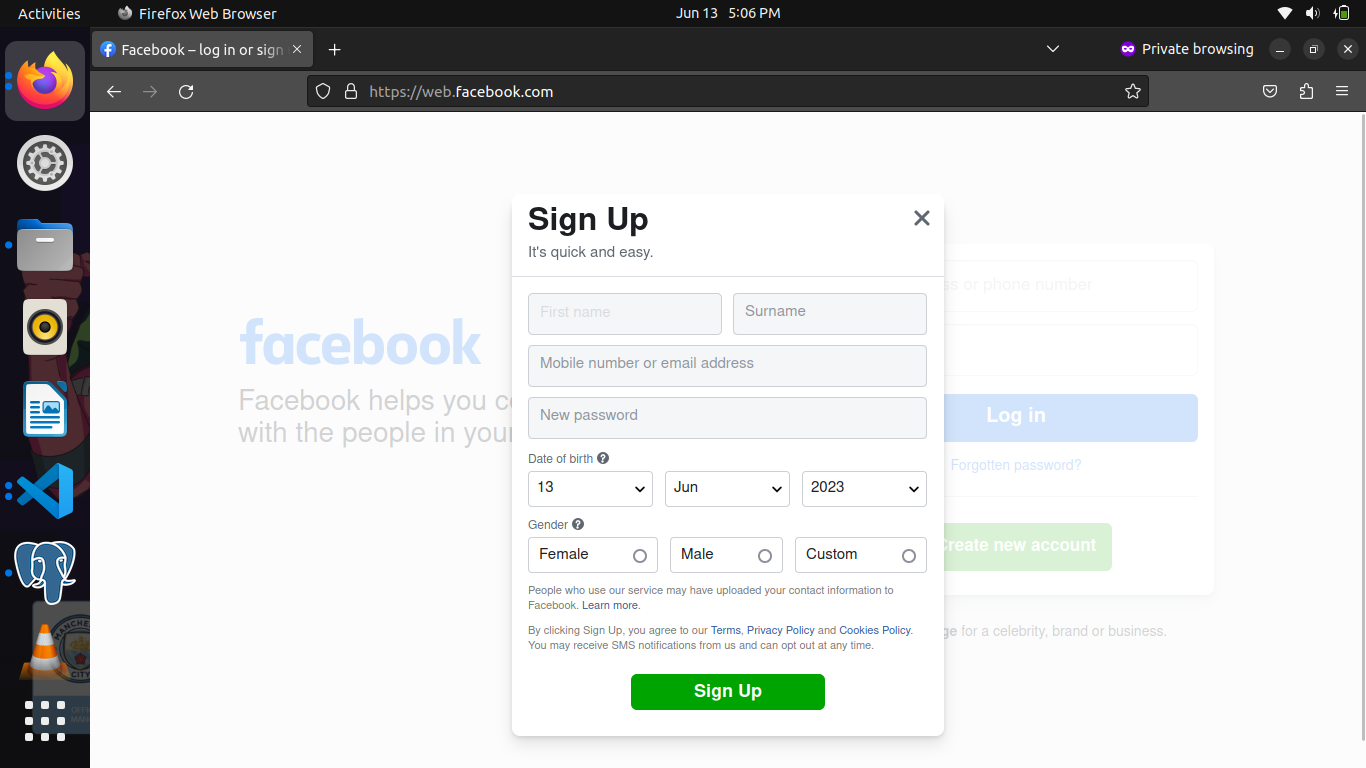 Activities
Firefox Web Browser
Jun 13 5:06 PM
Facebook – log in or sign
Private browsing
https://web.facebook.com
Sign Up
It's quick and easy.
First name
Surname
Mobile number or email address
New password
Date of birth
13
Jun
2023
Gender
Female
Male
Custom
People who use our service may have uploaded your contact information to
Facebook. Learn more.
By clicking Sign Up, you agree to our Terms, Privacy Policy and Cookies Policy.
You may receive SMS notifications from us and can opt out at any time.
Sign Up
facebook
Facebook helps you
with the people in your
or phone number
Log in
Forgotten password?
Create new account
for a celebrity, brand or business.
MANCHES
CITY